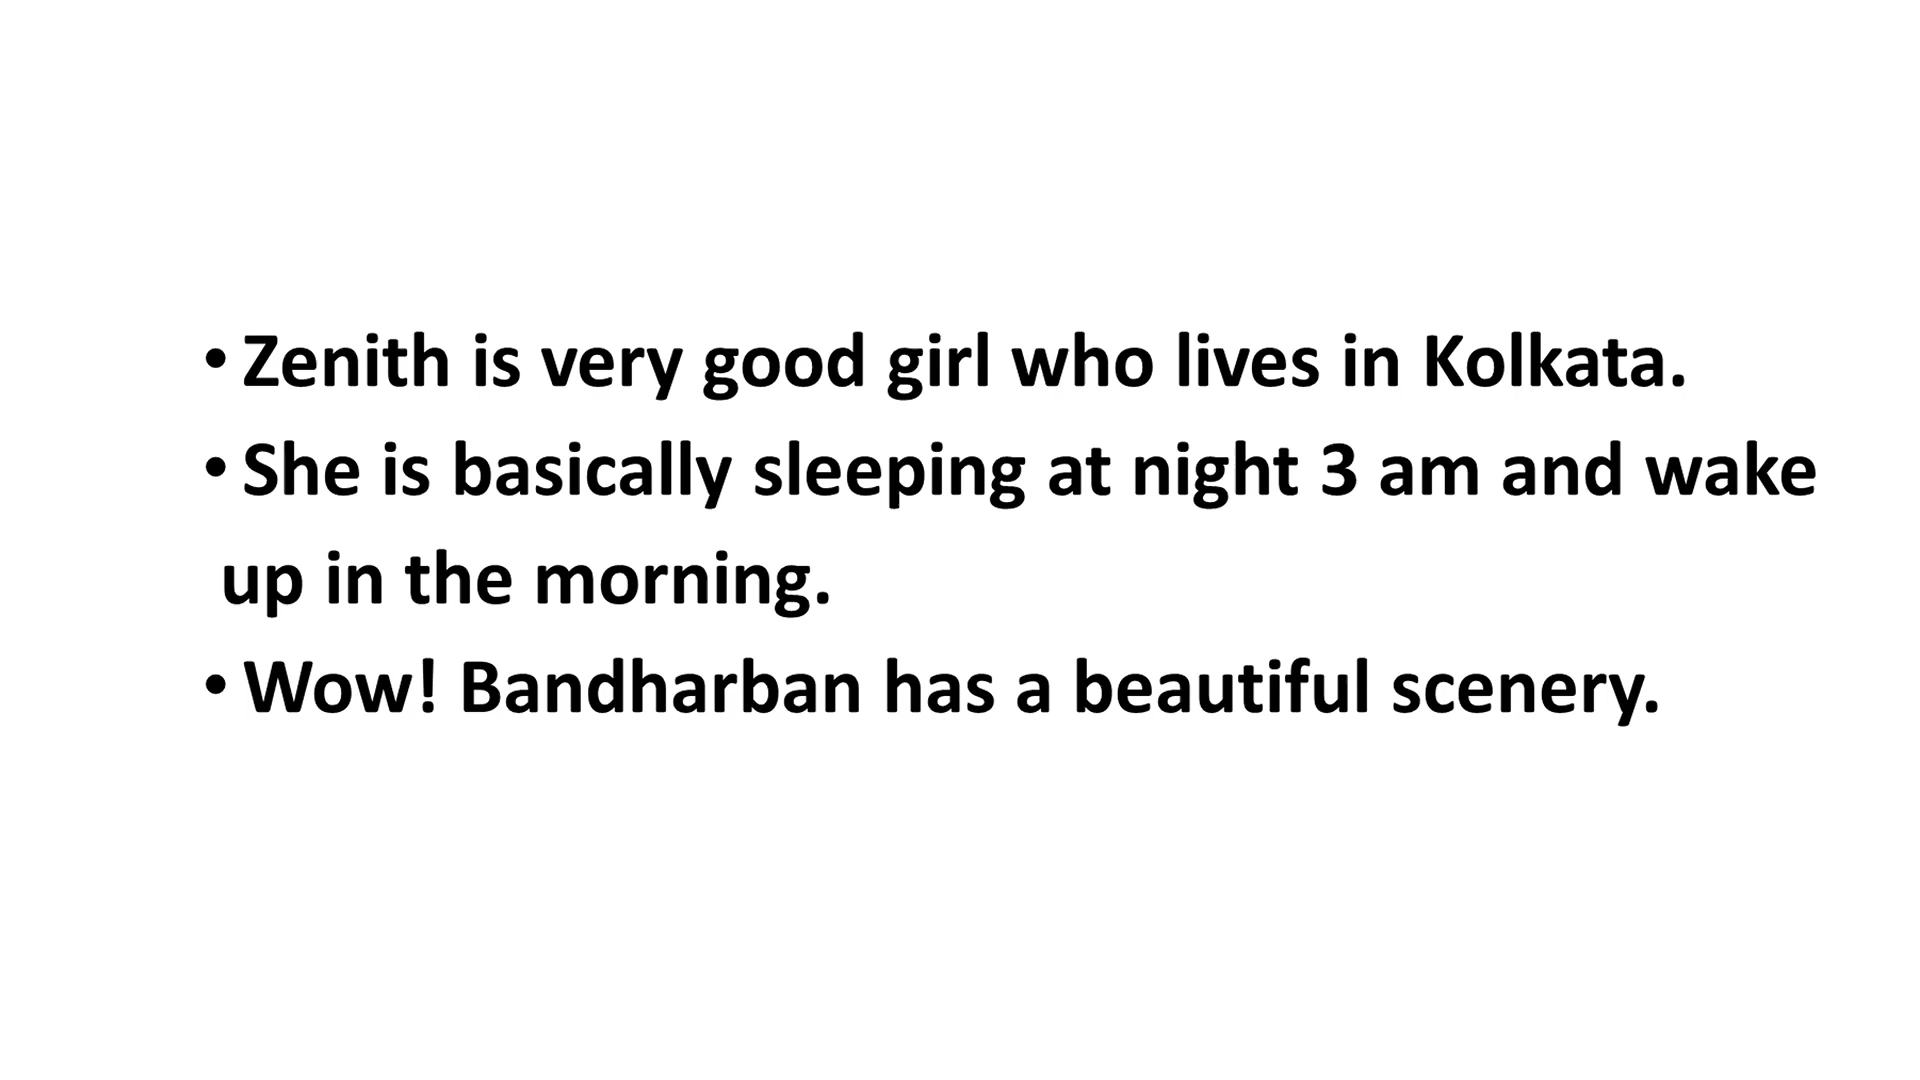 • Zenith is very good girl who lives in Kolkata.
• She is basically sleeping at night 3 am and wake
up in the morning.
• Wow! Bandharban has a beautiful scenery.